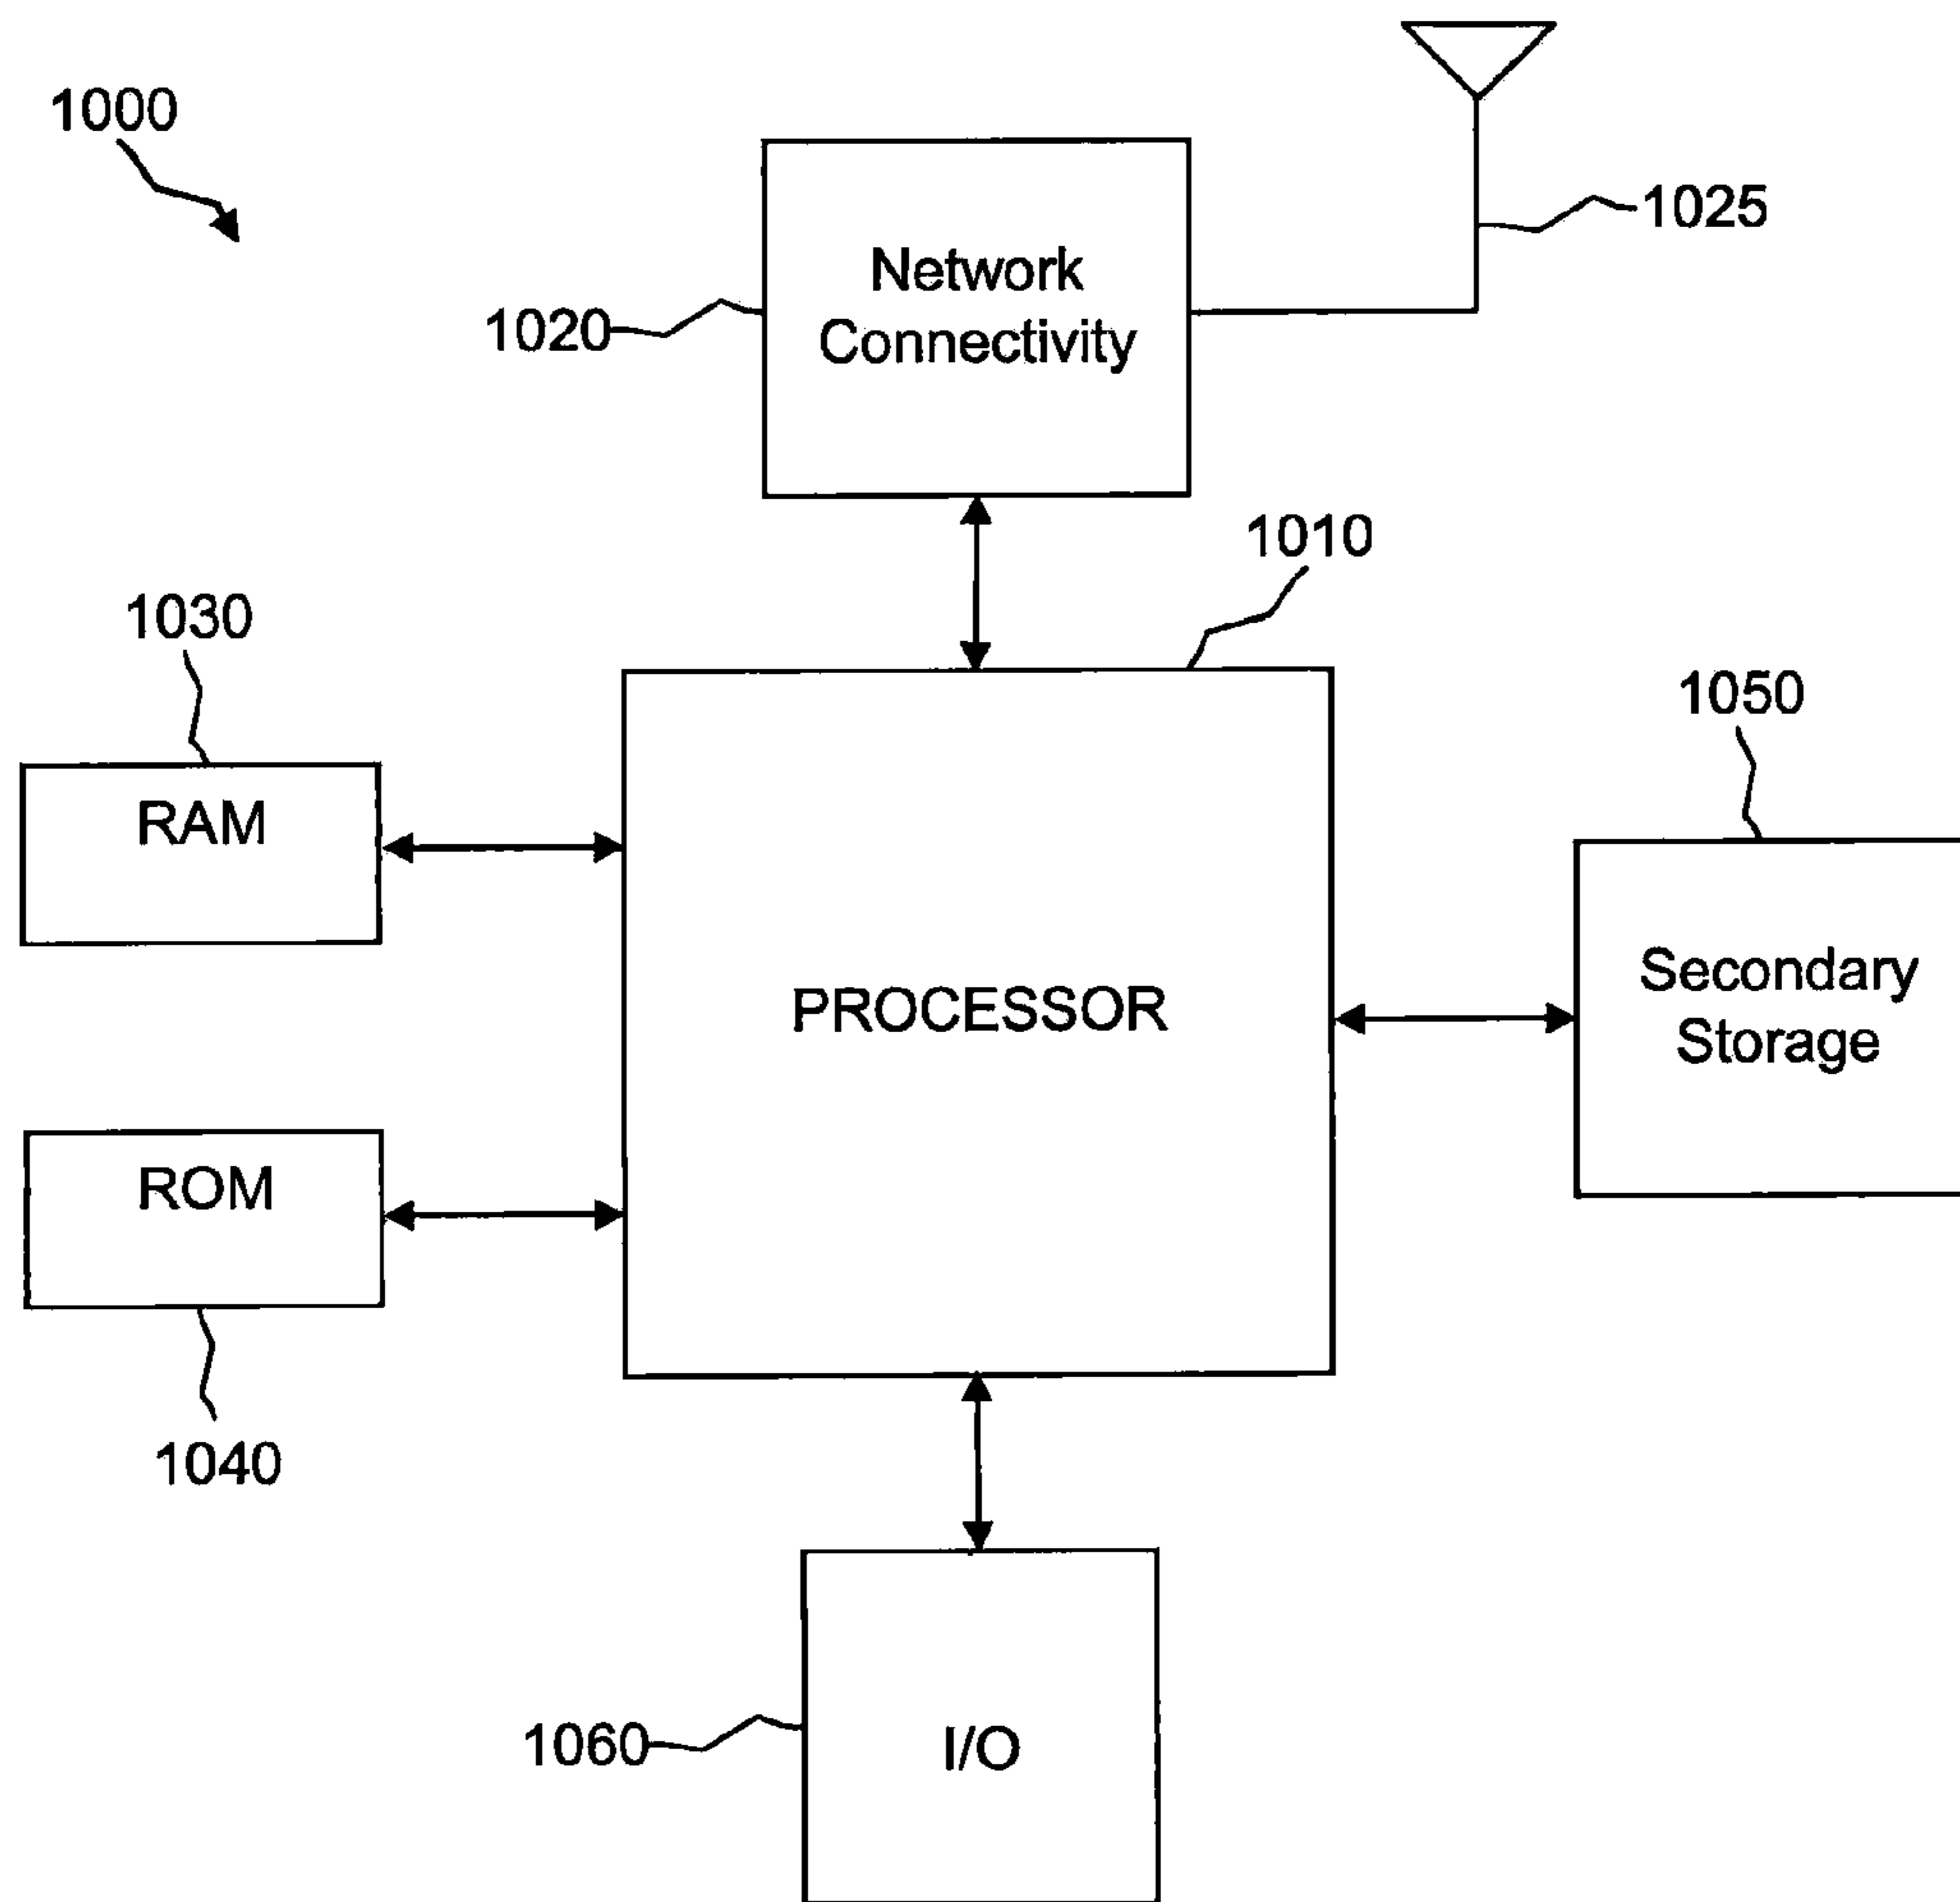 1000
1025
Network
Connectivity
1020
1010
1030
1050
RAM
Secondary
Storage
PROCESSOR
ROM
1040
1060
I/O